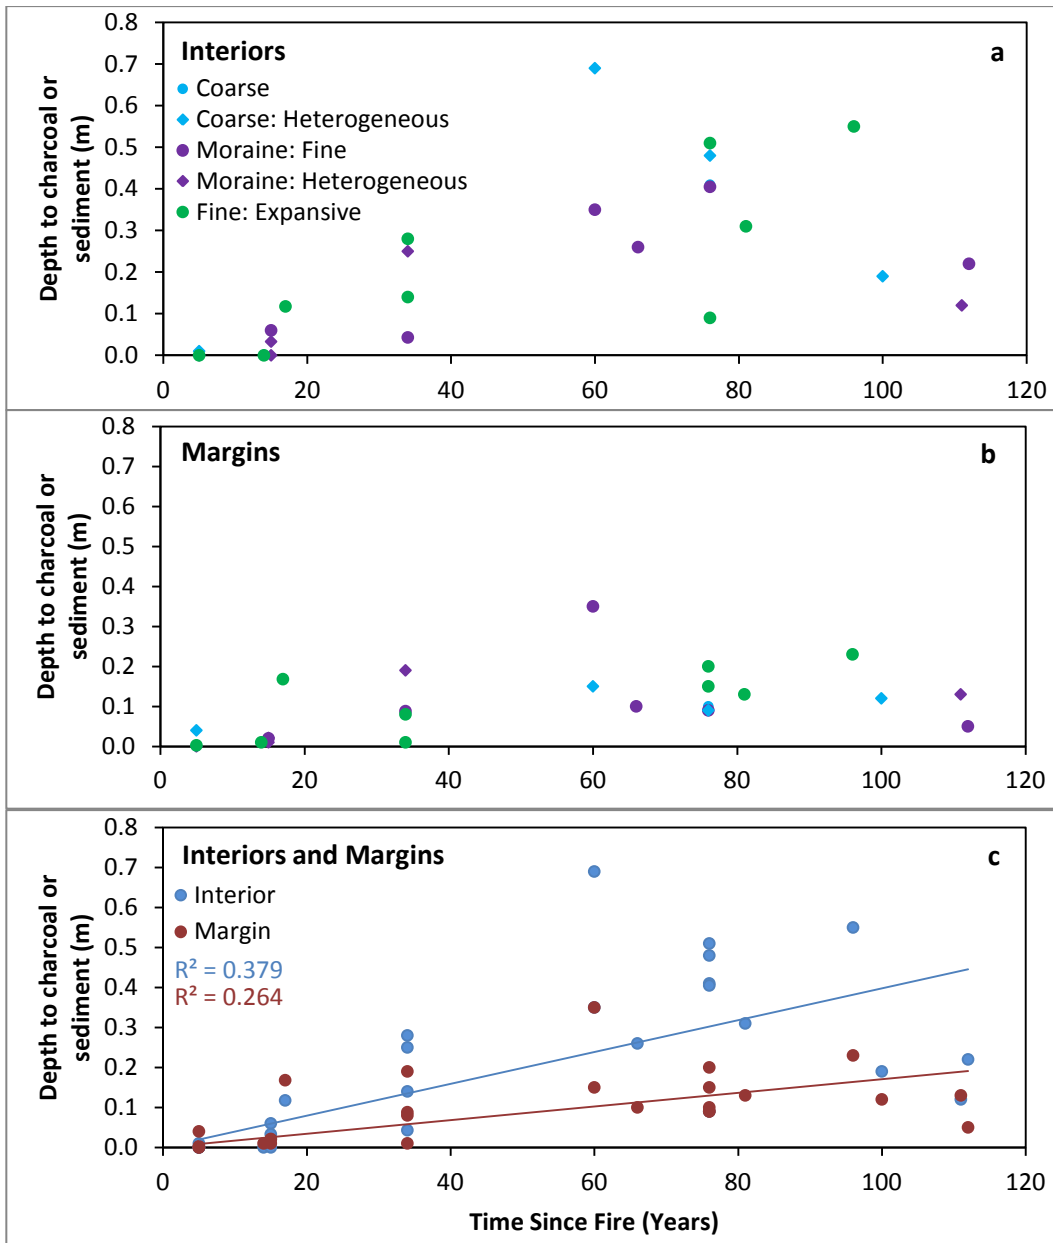 Interiors
a
Coarse
Coarse: Heterogeneous
Moraine: Fine
Moraine: Heterogeneous
Fine: Expansive
Depth to charcoal or
sediment (m)
0.8
0.7
0.6
0.5
0.4
0.3
0.2
0.1
0.0
0 20 40 60 80 100 120
Margins
b
Depth to charcoal or
sediment (m)
0.8
0.7
0.6
0.5
0.4
0.3
0.2
0.1
0.0
0 20 40 60 80 100 120
Interiors and Margins
c
Interior
Margin
R² = 0.379
R² = 0.264
Depth to charcoal or
sediment (m)
0.8
0.7
0.6
0.5
0.4
0.3
0.2
0.1
0.0
0 20 40 60 80 100 120
Time Since Fire (Years)